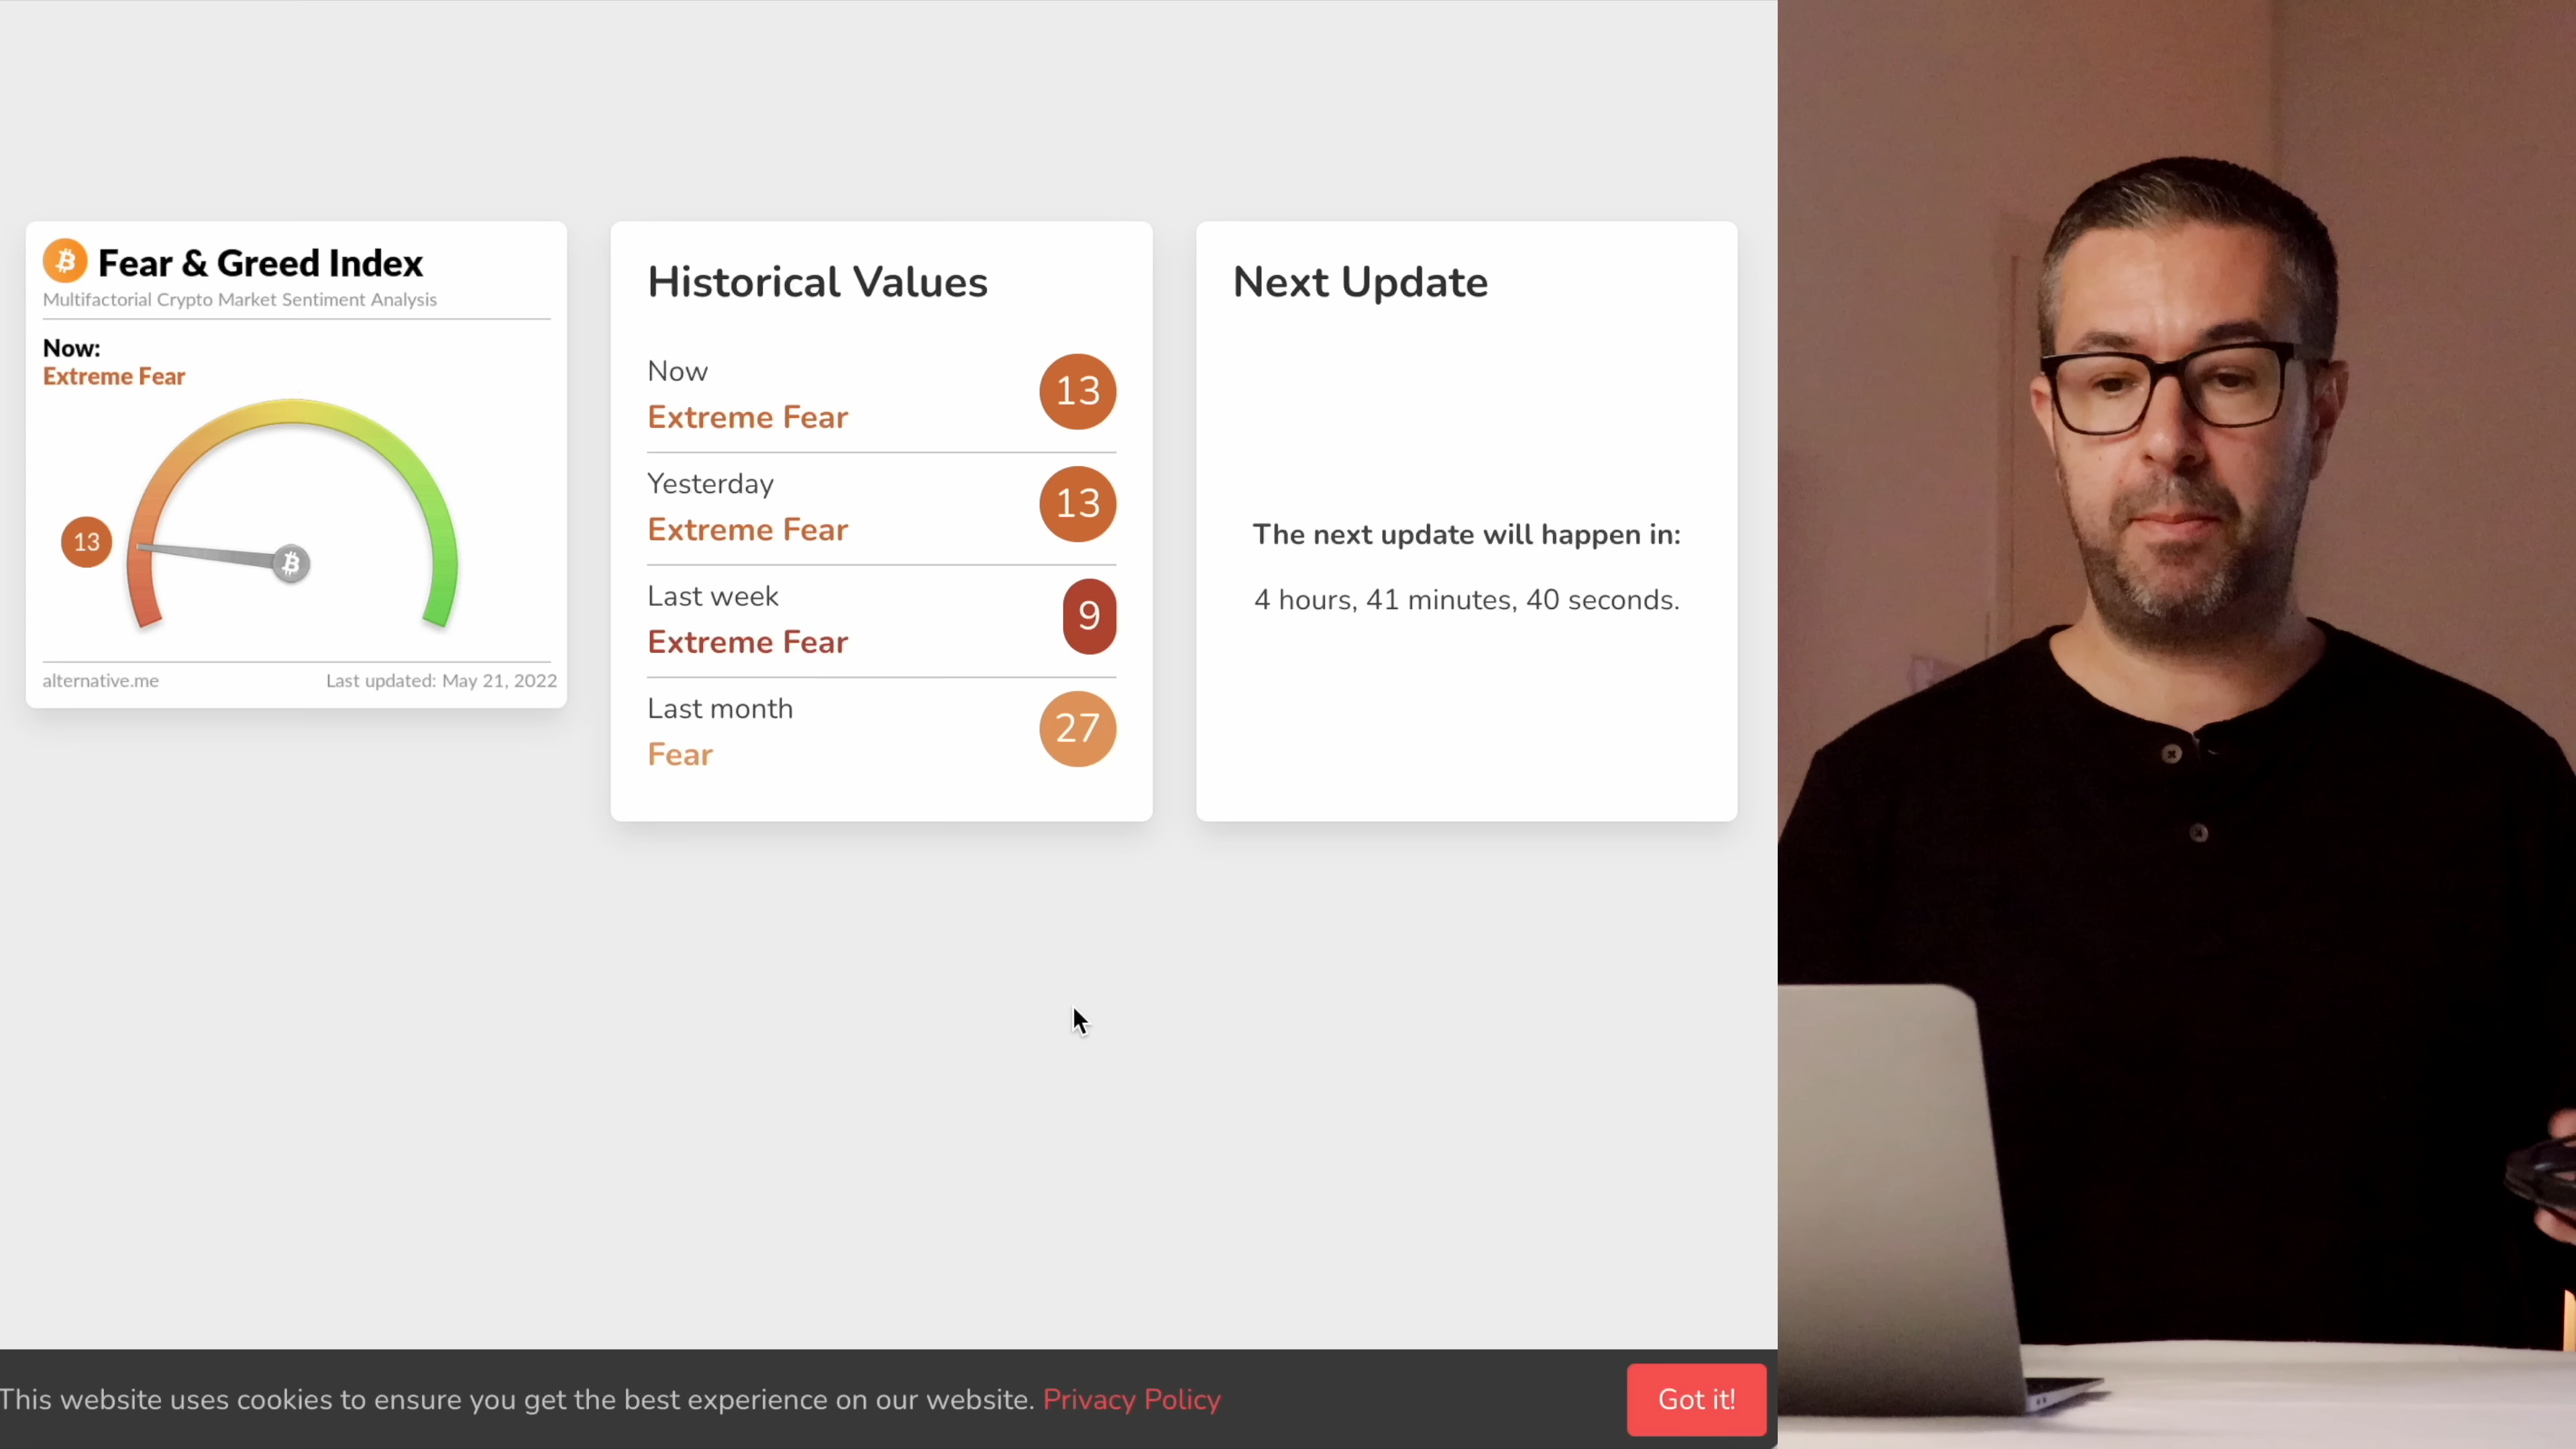 Fear & Greed Index
Multifactorial Crypto Market Sentiment Analysis
Now:
Extreme Fear
13
alternative.me
Last updated: May 21, 2022
Historical Values
Now
Extreme Fear
13
Yesterday
Extreme Fear
13
Last week
Extreme Fear
9
Last month
Fear
27
Next Update
The next update will happen in:
4 hours, 41 minutes, 40 seconds.
This website uses cookies to ensure you get the best experience on our website. Privacy Policy
Got it!